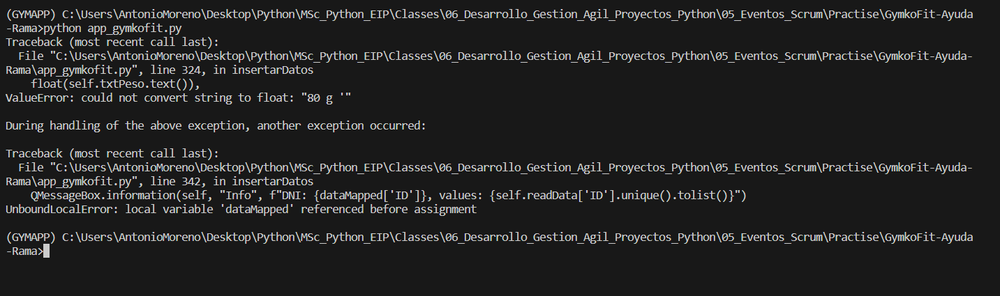 (GYMAPP) C:\Users\AntonioMoreno\Desktop\Python\MSc_Python_EIP\Classes\06_Desarrollo_Gestion_Agil_Proyectos_Python\05_Eventos_Scrum\Practise\GymkoFit-Ayuda
-Rama>python app_gymkofit.py
Traceback (most recent call last):
  File "C:\Users\AntonioMoreno\Desktop\Python\MSc_Python_EIP\Classes\06_Desarrollo_Gestion_Agil_Proyectos_Python\05_Eventos_Scrum\Practise\GymkoFit-Ayuda-
Rama\app_gymkofit.py", line 324, in insertarDatos
    float(self.txtPeso.text()),
ValueError: could not convert string to float: "80 g '"

During handling of the above exception, another exception occurred:

Traceback (most recent call last):
  File "C:\Users\AntonioMoreno\Desktop\Python\MSc_Python_EIP\Classes\06_Desarrollo_Gestion_Agil_Proyectos_Python\05_Eventos_Scrum\Practise\GymkoFit-Ayuda-
Rama\app_gymkofit.py", line 342, in insertarDatos
    QMessageBox.information(self, "Info", f"DNI: {dataMapped['ID']}, values: {self.readData['ID'].unique().tolist()}")
UnboundLocalError: local variable 'dataMapped' referenced before assignment

(GYMAPP) C:\Users\AntonioMoreno\Desktop\Python\MSc_Python_EIP\Classes\06_Desarrollo_Gestion_Agil_Proyectos_Python\05_Eventos_Scrum\Practise\GymkoFit-Ayuda
-Rama>